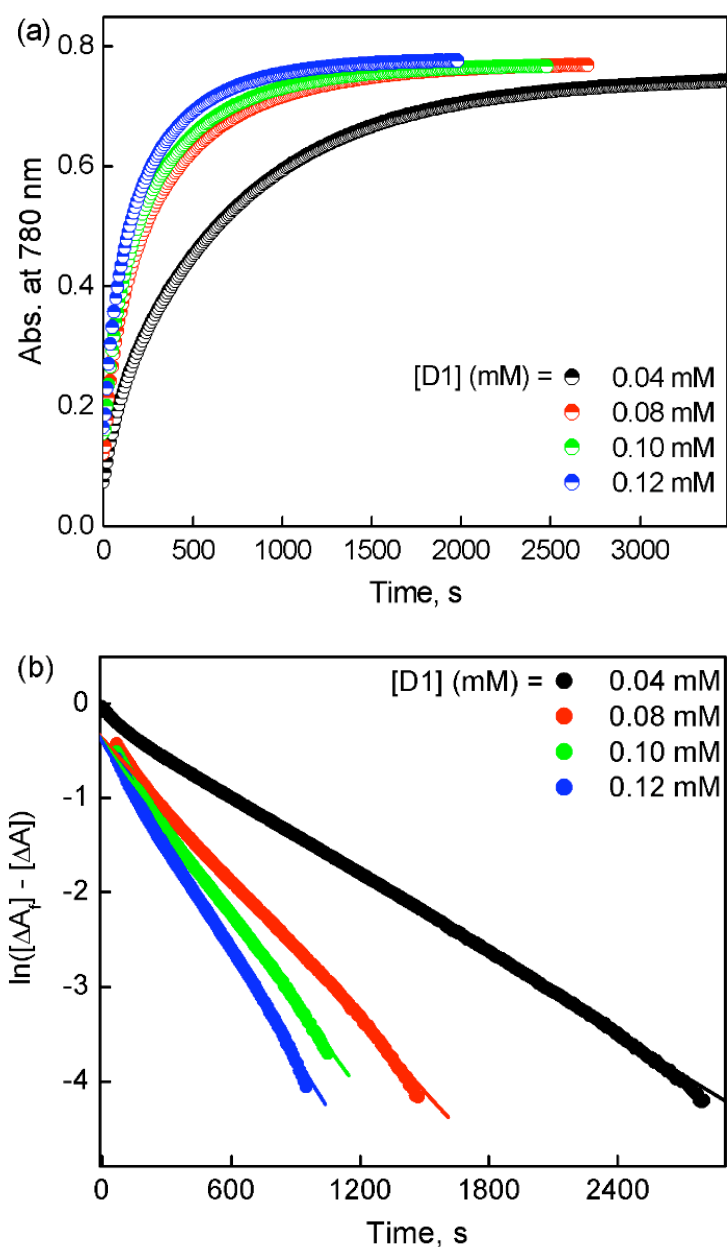 (a)
0.8
0.6
0.4
0.2
0.0
Abs. at 780 nm
[D1] (mM) = 0.04 mM
0.08 mM
0.10 mM
0.12 mM
0 500 1000 1500 2000 2500 3000
Time, s
(b)
0
-1
-2
-3
-4
ln([ΔA_f] - [ΔA])
[D1] (mM) = 0.04 mM
0.08 mM
0.10 mM
0.12 mM
0 600 1200 1800 2400
Time, s